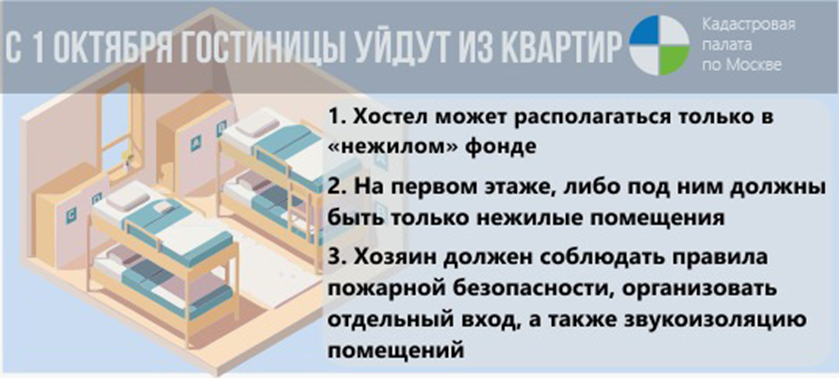 С 1 ОКТЯБРЯ ГОСТИНИЦЫ УЙДУТ ИЗ КВАРТИР
Кадастровая
палата
по Москве
1. Хостел может располагаться только в
«нежилом» фонде
2. На первом этаже, либо под ним должны
быть только нежилые помещения
3. Хозяин должен соблюдать правила
пожарной безопасности, организовать
отдельный вход, а также звукоизоляцию
помещений
A
B
C
D